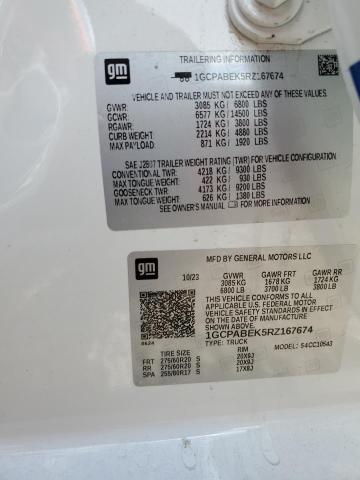 gm
TRAILERING INFORMATION
1GCPABEK5RZ167674
VEHICLE AND TRAILER MUST NOT EXCEED ANY OF THESE VALUES
GVWR: 3085 KG/ 6800 LBS
GCWR: 6577 KG/ 14500 LBS
RGAWR: 1724 KG/ 3800 LBS
CURB WEIGHT: 2214 KG/ 4880 LBS
MAX PAYLOAD: 871 KG/ 1920 LBS
SAE J2807 TRAILER WEIGHT RATING (TWR) FOR VEHICLE CONFIGURATION
CONVENTIONAL TWR: 4218 KG/ 9300 LBS
MAX TONGUE WEIGHT: 422 KG/ 930 LBS
GOOSENECK TWR: 4173 KG/ 9200 LBS
MAX TONGUE WEIGHT: 626 KG/ 1380 LBS
SEE OWNER'S MANUAL FOR MORE INFORMATION
gm
MFD BY GENERAL MOTORS LLC
10/23 GVWR GAWR FRT GAWR RR
3085 KG 1678 KG 1724 KG
6800 LB 3700 LB 3800 LB
THIS VEHICLE CONFORMS TO ALL APPLICABLE
U.S. FEDERAL MOTOR VEHICLE SAFETY
STANDARDS IN EFFECT ON THE DATE OF MANUFACTURE
SHOWN ABOVE.
1GCPABEK5RZ167674
TYPE: TRUCK MODEL: 54CC10543
TIRE SIZE RIM
FRT 275/60R20 S 20X9J
RR 275/60R20 S 20X9J
SPA 255/80R17 S 17X8J